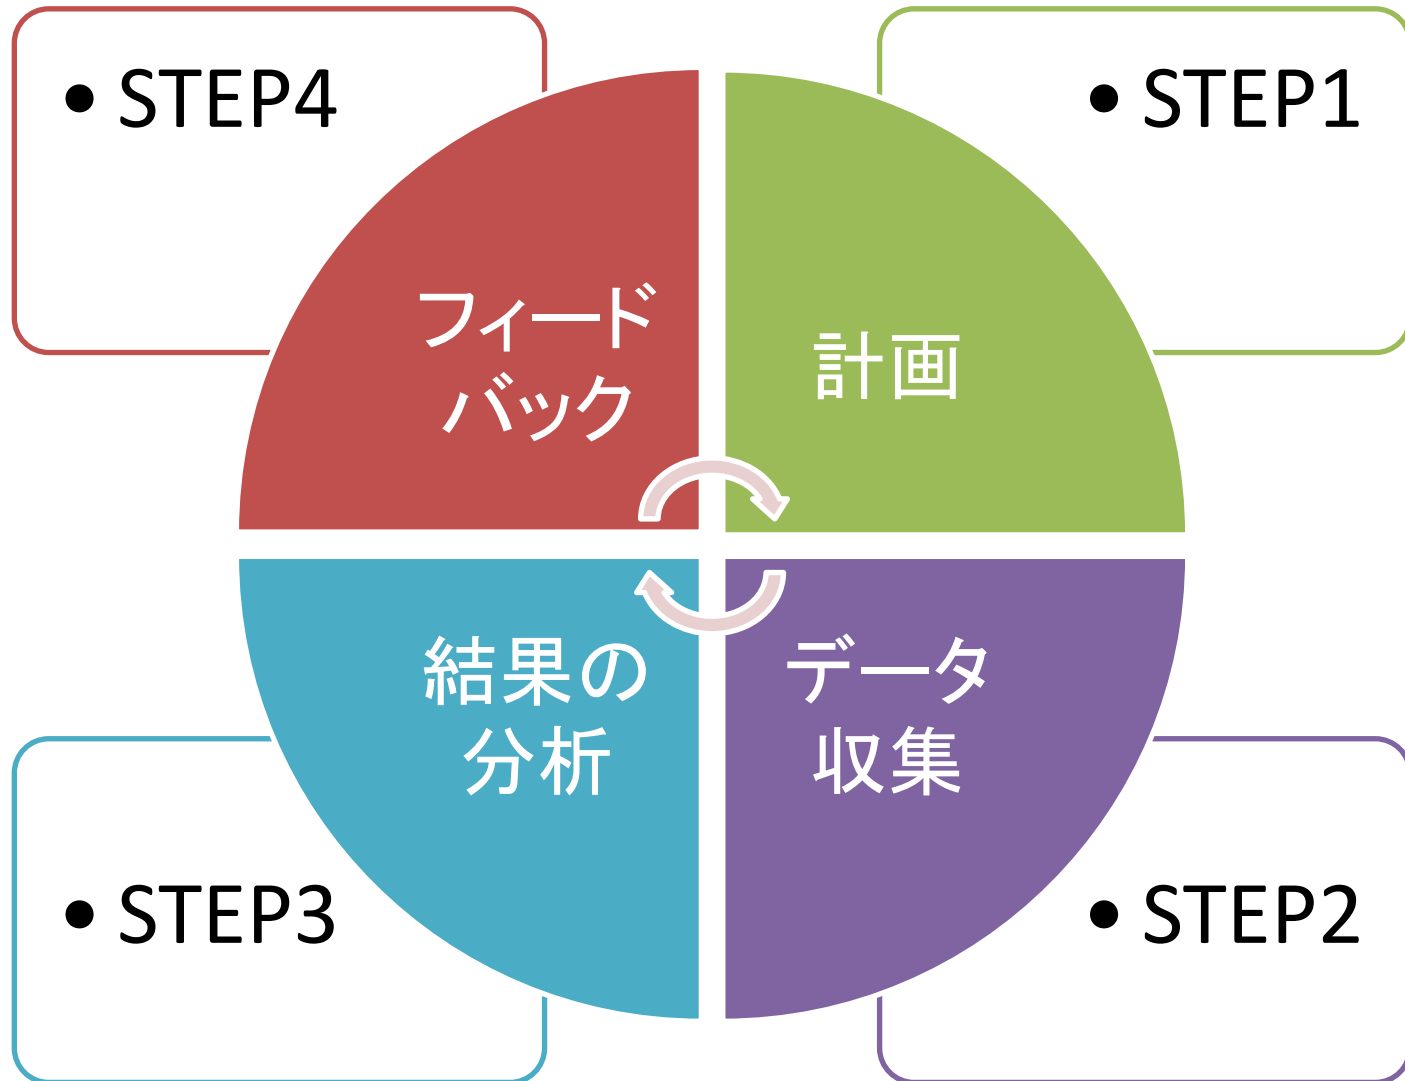 • STEP4
• STEP1
フィード
バック
計画
結果の
分析
データ
収集
• STEP3
• STEP2